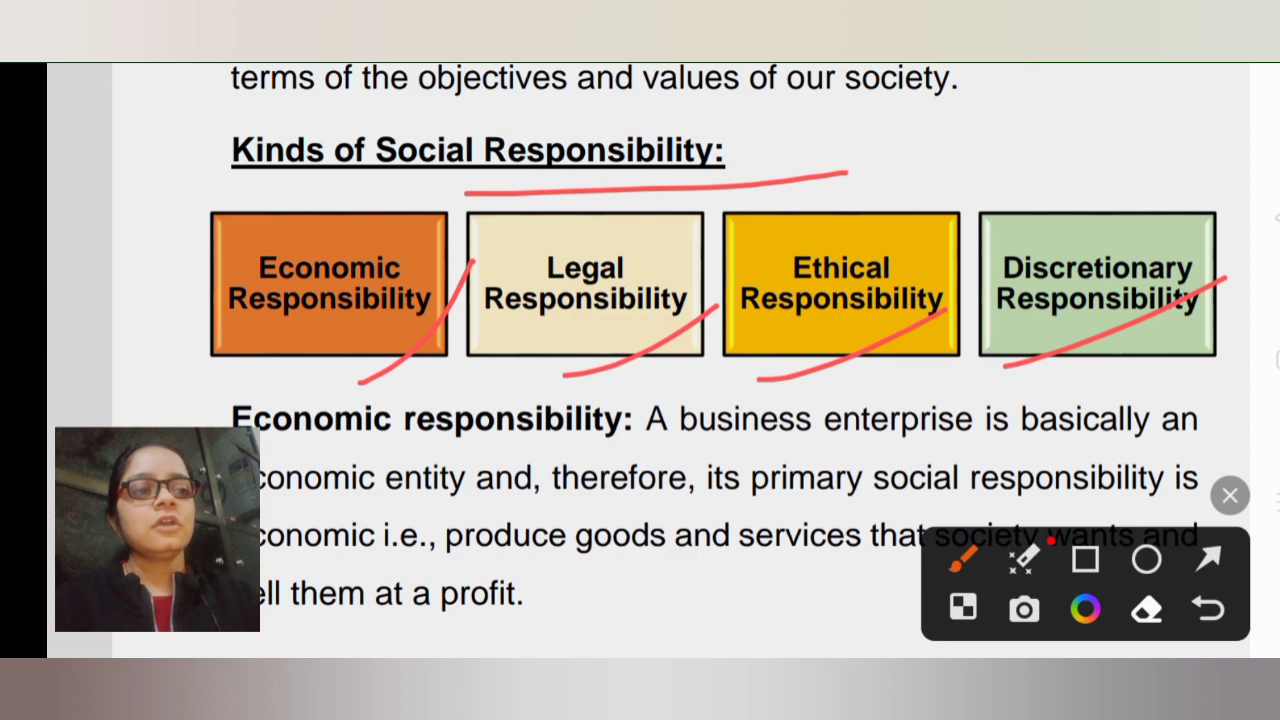 terms of the objectives and values of our society.
Kinds of Social Responsibility:
Economic
Responsibility
Legal
Responsibility
Ethical
Responsibility
Discretionary
Responsibility
Economic responsibility: A business enterprise is basically an
conomic entity and, therefore, its primary social responsibility is
conomic i.e., produce goods and services that society wants and
ell them at a profit.